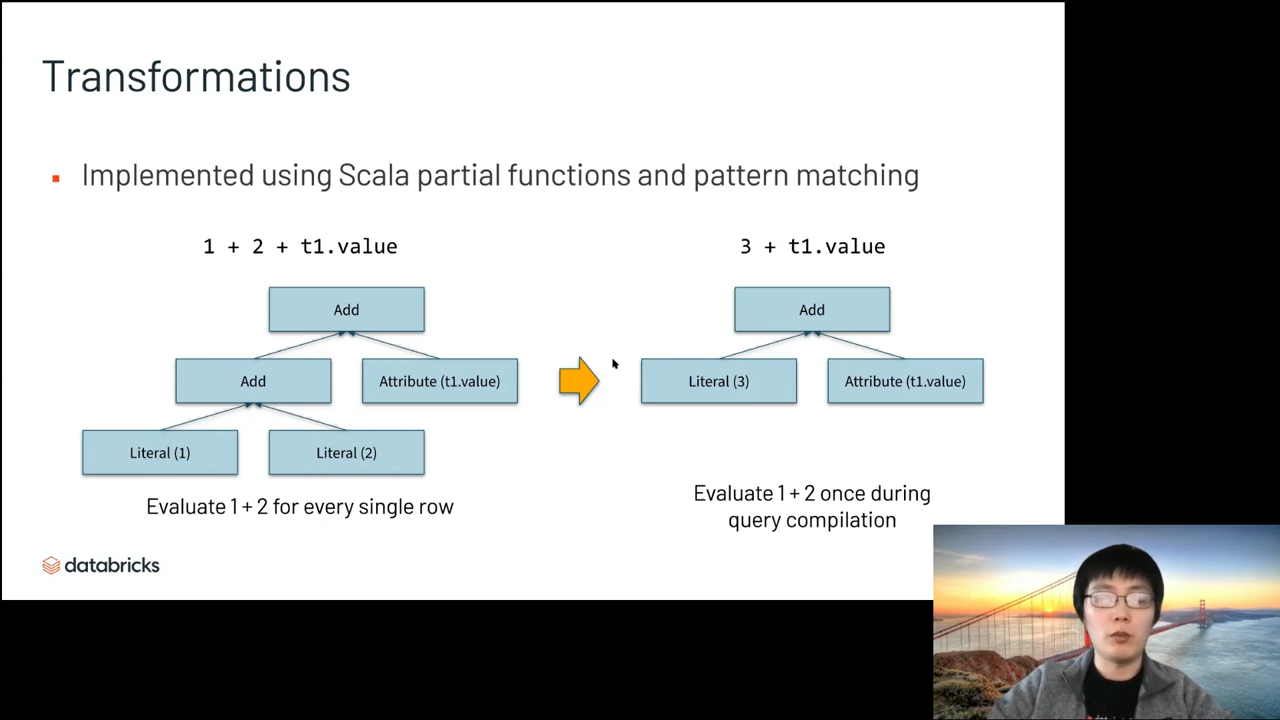 Transformations
Implemented using Scala partial functions and pattern matching
1 + 2 + t1.value
3 + t1.value
Add
Add
Add
Attribute (t1.value)
Literal (3)
Attribute (t1.value)
Literal (1)
Literal (2)
Evaluate 1 + 2 for every single row
Evaluate 1 + 2 once during
query compilation
databricks